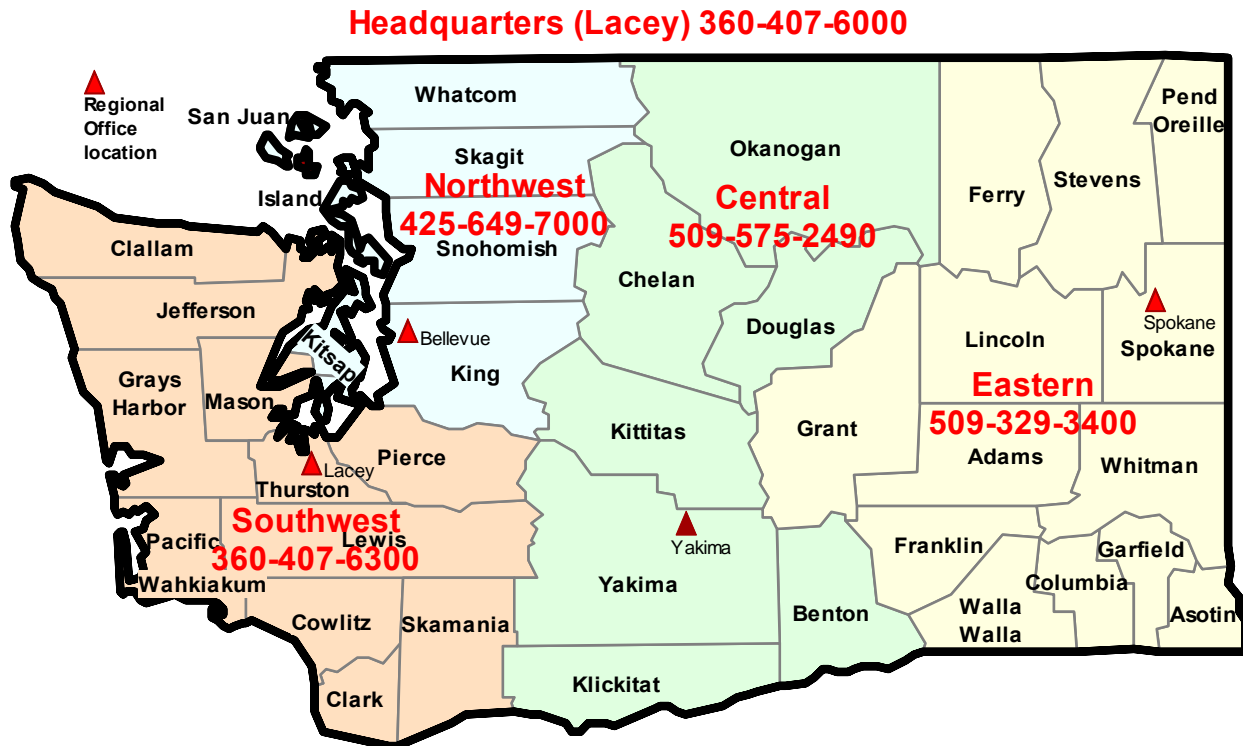 Headquarters (Lacey) 360-407-6000
Regional
Office
location
San Juan
Island
Whatcom
Skagit
Northwest
425-649-7000
Snohomish
King
Bellevue
Kitsap
Okanogan
Central
509-575-2490
Chelan
Douglas
Kittitas
Yakima
Yakima
Klickitat
Benton
Pend
Oreille
Stevens
Ferry
Lincoln
Spokane
Spokane
Eastern
509-329-3400
Grant
Adams
Whitman
Franklin
Garfield
Columbia
Walla
Walla
Asotin
Clallam
Jefferson
Grays
Harbor
Mason
Pierce
Lacey
Thurston
Southwest
360-407-6300
Lewis
Pacific
Wahkiakum
Cowlitz
Skamania
Clark